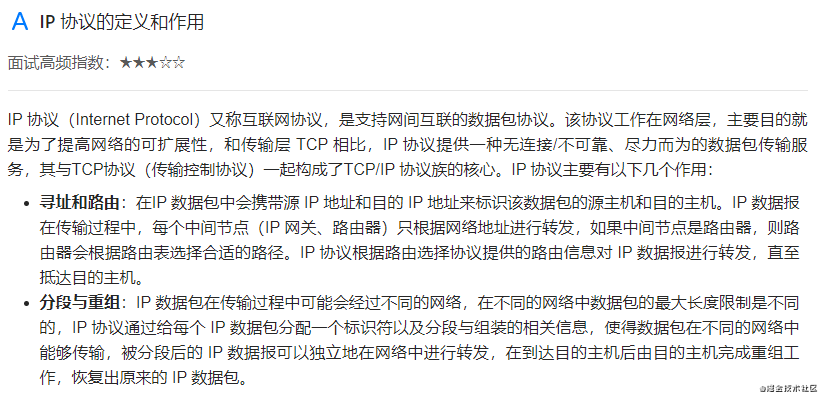 A IP 协议的定义和作用
面试高频指数：★★★☆☆
IP 协议（Internet Protocol）又称互联网协议，是支持网间互联的数据包协议。该协议工作在网络层，主要目的就
是为了提高网络的可扩展性，和传输层 TCP 相比，IP 协议提供一种无连接/不可靠、尽力而为的数据包传输服
务，其与TCP协议（传输控制协议）一起构成了TCP/IP 协议族的核心。IP 协议主要有以下几个作用：
• 寻址和路由：在IP 数据包中会携带源 IP 地址和目的 IP 地址来标识该数据包的源主机和目的主机。IP 数据报
在传输过程中，每个中间节点（IP 网关、路由器）只根据网络地址进行转发，如果中间节点是路由器，则路
由器会根据路由表选择合适的路径。IP 协议根据路由选择协议提供的路由信息对 IP 数据报进行转发，直至
抵达目的主机。
• 分段与重组：IP 数据包在传输过程中可能会经过不同的网络，在不同的网络中数据包的最大长度限制是不同
的，IP 协议通过给每个 IP 数据包分配一个标识符以及分段与组装的相关信息，使得数据包在不同的网络中
能够传输，被分段后的 IP 数据报可以独立地在网络中进行转发，在到达目的主机后由目的主机完成重组工
作，恢复出原来的 IP 数据包。
@掘金技术社区